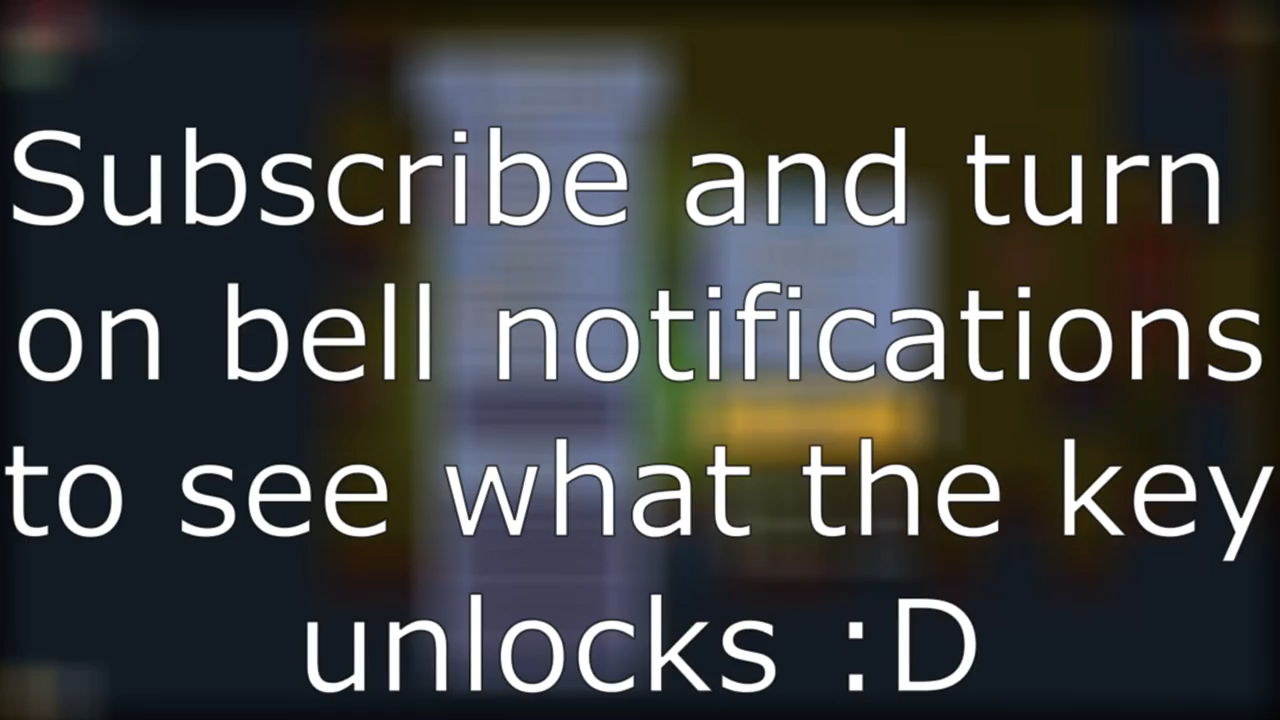 Subscribe and turn
on bell notifications
to see what the key
unlocks :D